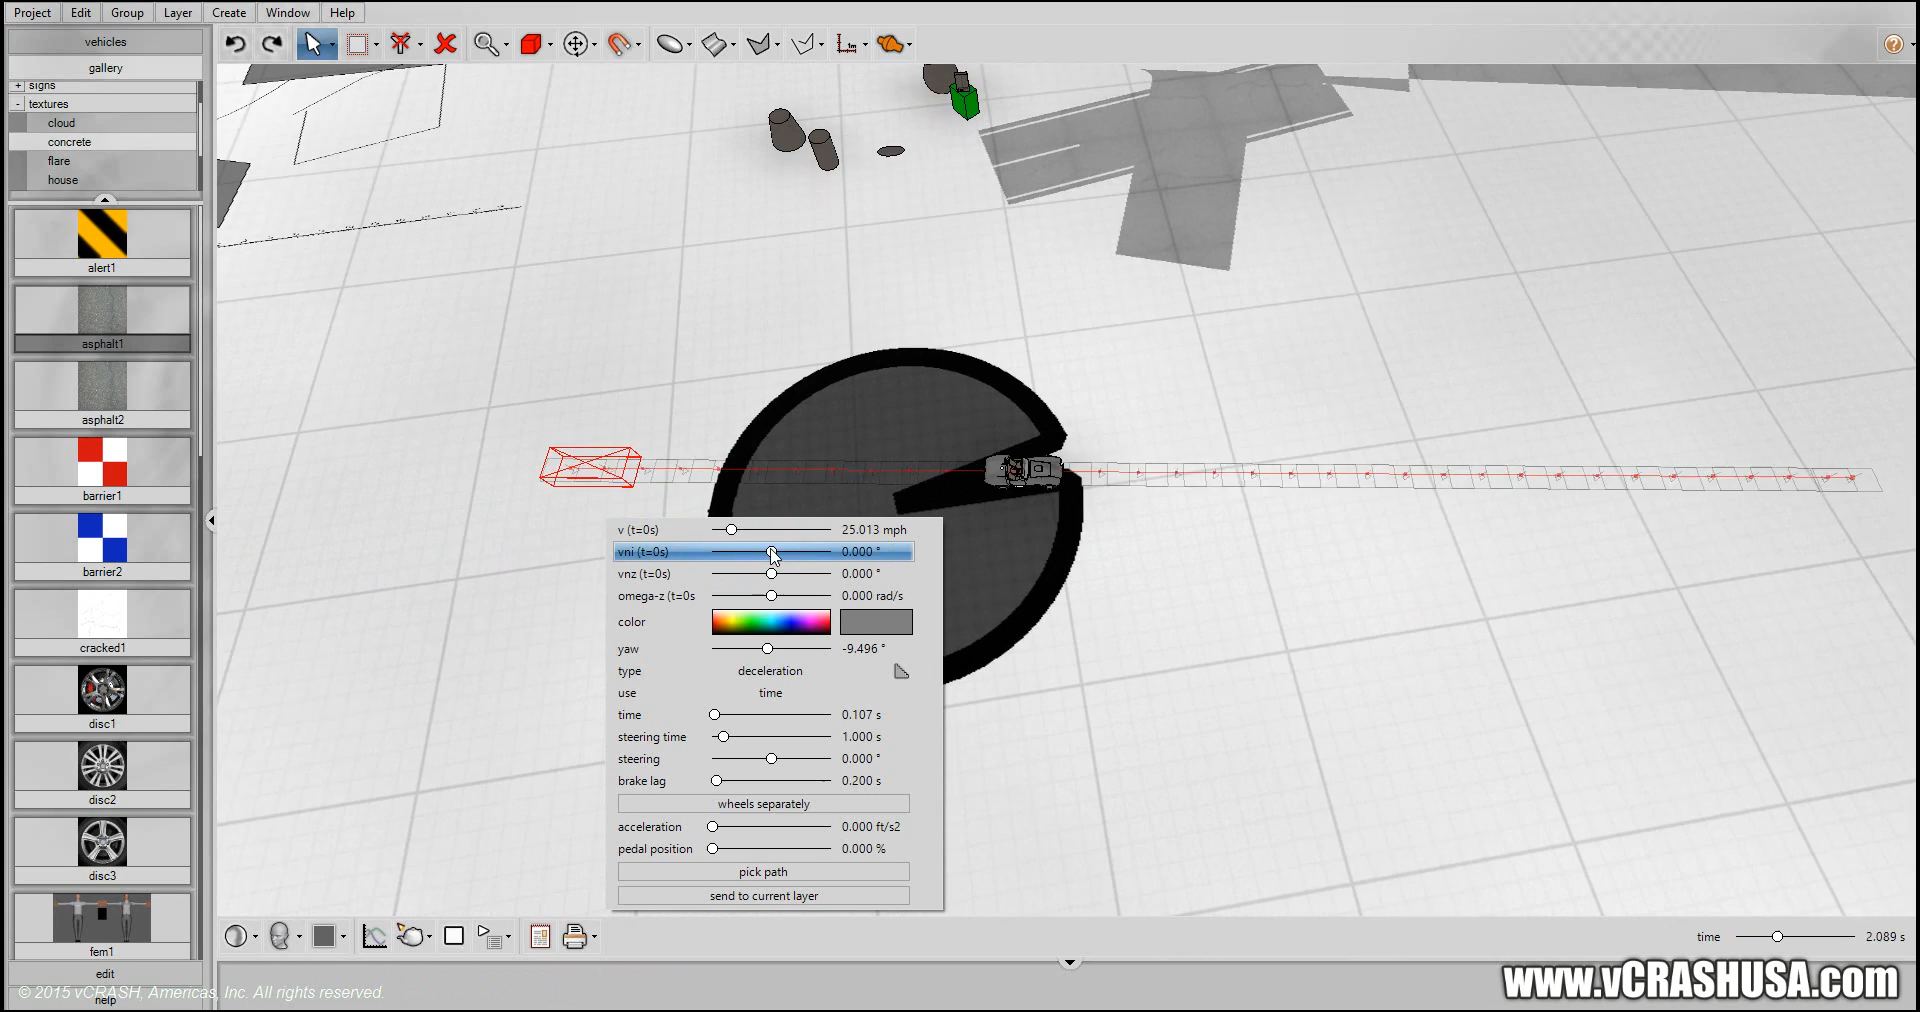 Project Edit Group Layer Create Window Help
vehicles
gallery
+ signs
- textures
cloud
concrete
flare
house
alert1
asphalt1
asphalt2
barrier1
barrier2
cracked1
disc1
disc2
disc3
fem1
edit
help
v (t=0s) 25.013 mph
vni (t=0s) 0.000 °
vnz (t=0s) 0.000 °
omega-z (t=0s 0.000 rad/s
color
yaw -9.496 °
type deceleration
use time
time 0.107 s
steering time 1.000 s
steering 0.000 °
brake lag 0.200 s
wheels separately
acceleration 0.000 ft/s2
pedal position 0.000 %
pick path
send to current layer
time 2.089 s
© 2015 vCRASH, Americas, Inc. All rights reserved.
www.vCRASHUSA.com